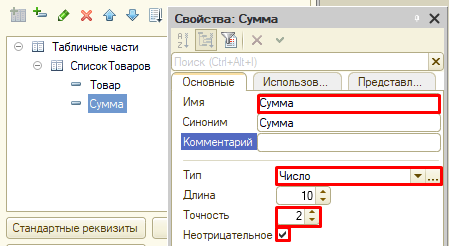 Табличные части
СписокТоваров
Товар
Сумма
Стандартные реквизиты
Свойства: Сумма
Поиск (Ctrl+Alt+I)
Основные Использов... Представл...
Имя Сумма
Синоним Сумма
Комментарий
Тип Число ...
Длина 10
Точность 2
Неотрицательное